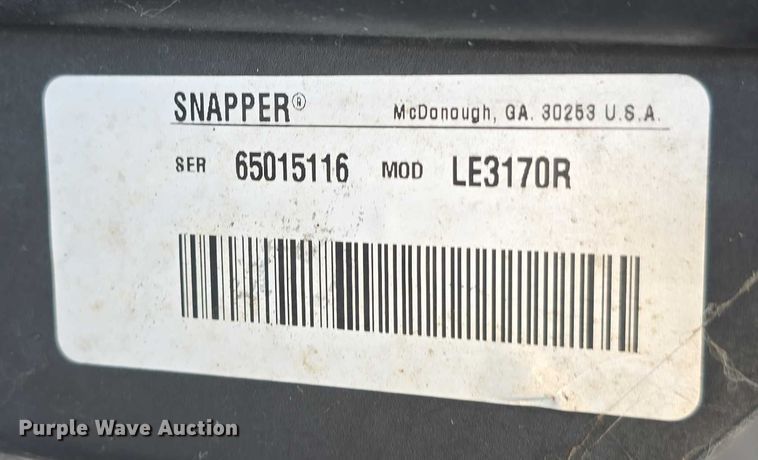 SNAPPER® McDonough, GA. 30253 U.S.A.
SER 65015116 MOD LE3170R
Purple Wave Auction